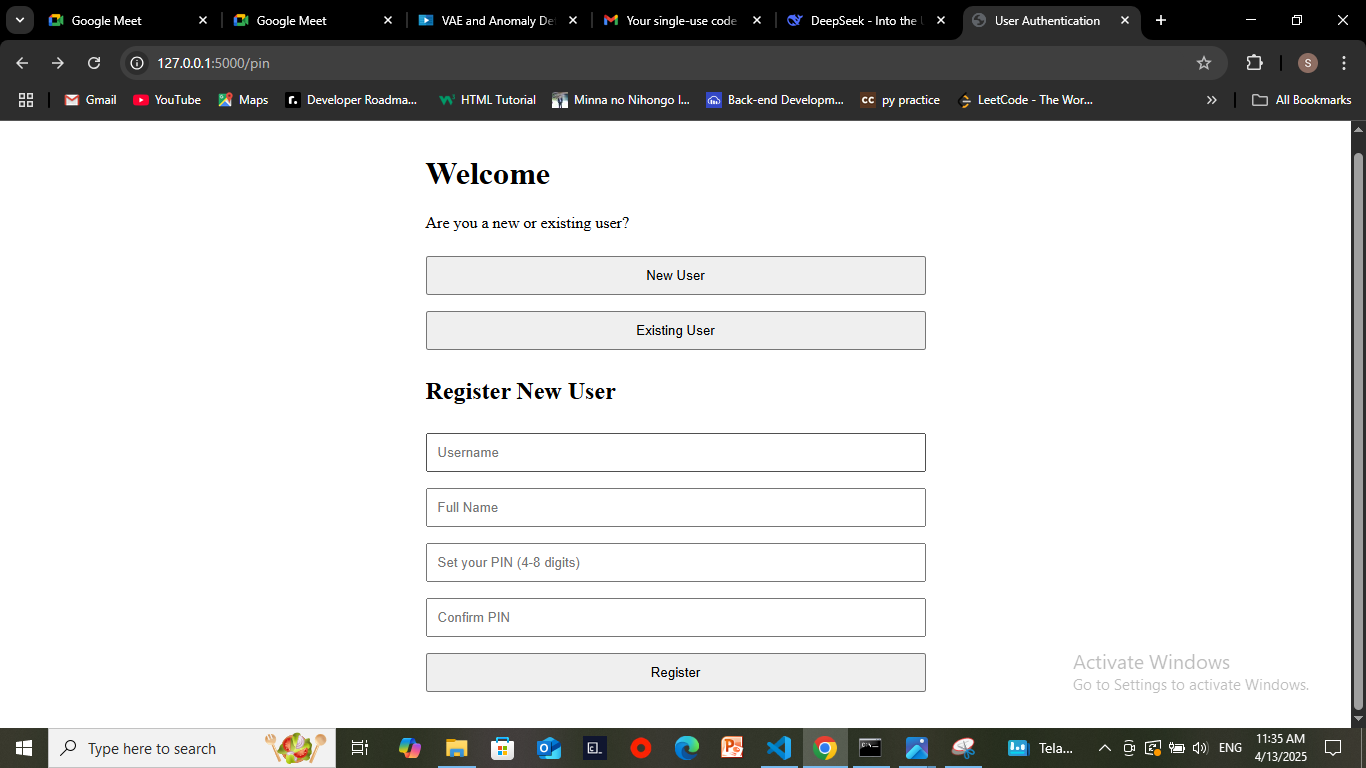 Google Meet
Google Meet
VAE and Anomaly De
Your single-use code
DeepSeek - Into the
User Authentication
127.0.0.1:5000/pin
S
Gmail
YouTube
Maps
Developer Roadma...
HTML Tutorial
Minna no Nihongo I...
Back-end Developm...
cc py practice
LeetCode - The Wor...
All Bookmarks
Welcome
Are you a new or existing user?
New User
Existing User
Register New User
Username
Full Name
Set your PIN (4-8 digits)
Confirm PIN
Register
Activate Windows
Go to Settings to activate Windows.
Type here to search
Tela...
ENG
11:35 AM
4/13/2025